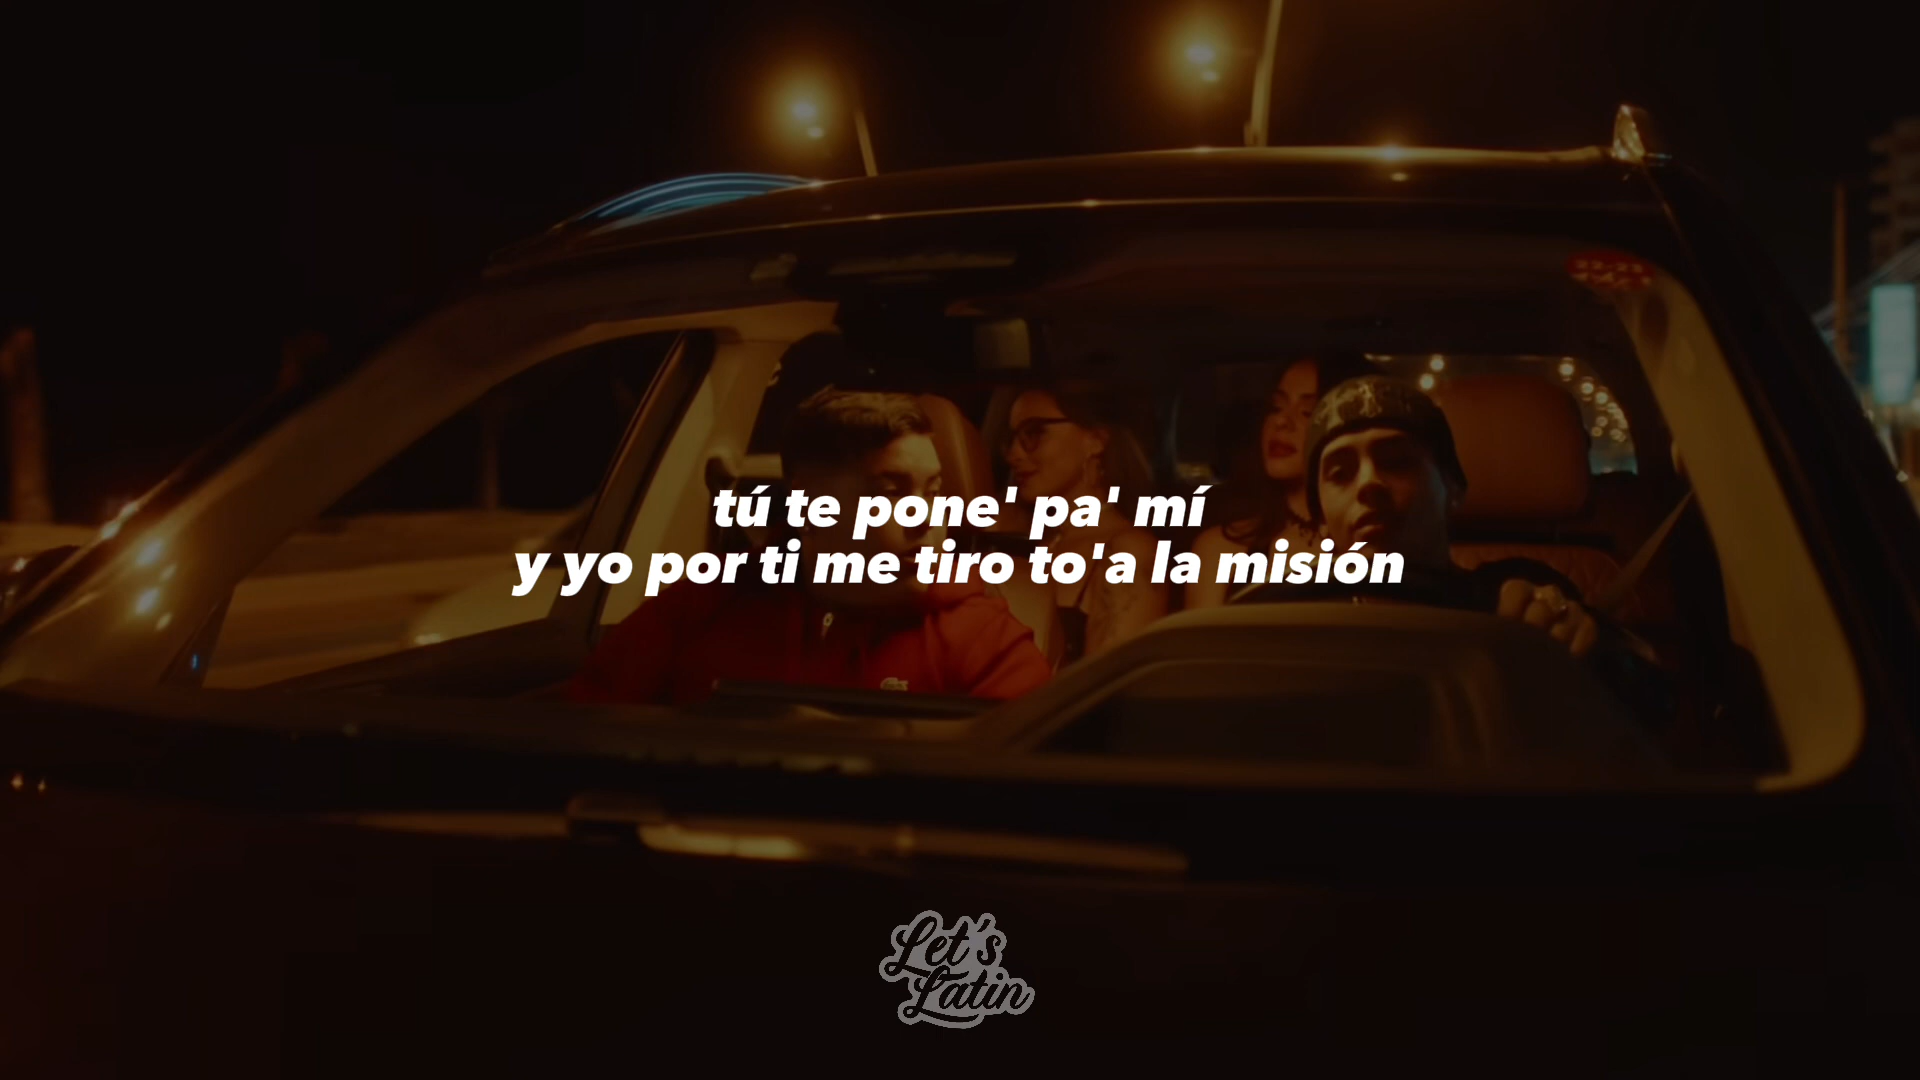 tú te pone' pa' mí
y yo por ti me tiro to'a la misión
Let's
Latin